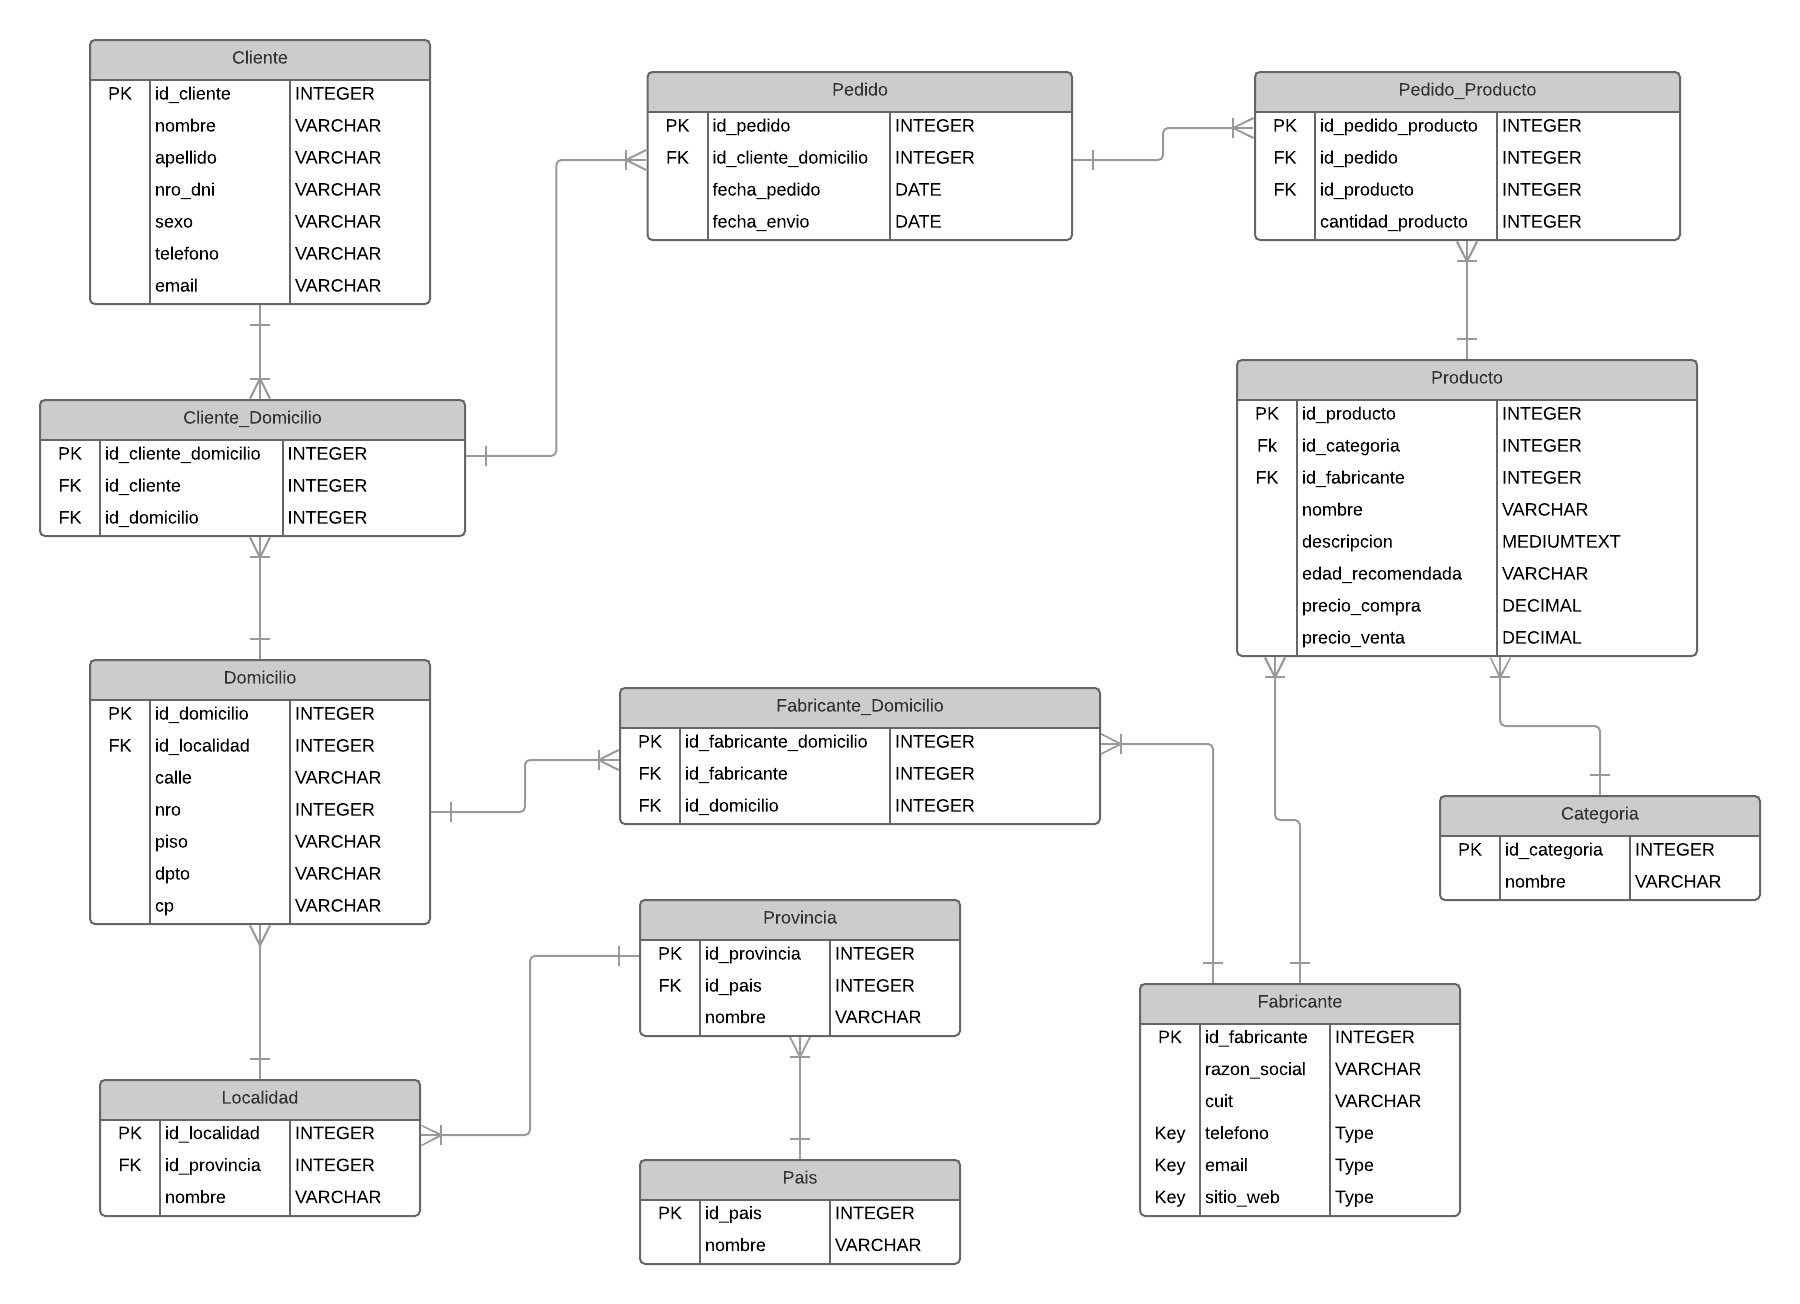 Cliente
PK id_cliente INTEGER
nombre VARCHAR
apellido VARCHAR
nro_dni VARCHAR
sexo VARCHAR
telefono VARCHAR
email VARCHAR
Pedido
PK id_pedido INTEGER
FK id_cliente_domicilio INTEGER
fecha_pedido DATE
fecha_envio DATE
Pedido_Producto
PK id_pedido_producto INTEGER
FK id_pedido INTEGER
FK id_producto INTEGER
cantidad_producto INTEGER
Cliente_Domicilio
PK id_cliente_domicilio INTEGER
FK id_cliente INTEGER
FK id_domicilio INTEGER
Producto
PK id_producto INTEGER
Fk id_categoria INTEGER
FK id_fabricante INTEGER
nombre VARCHAR
descripcion MEDIUMTEXT
edad_recomendada VARCHAR
precio_compra DECIMAL
precio_venta DECIMAL
Domicilio
PK id_domicilio INTEGER
FK id_localidad INTEGER
calle VARCHAR
nro INTEGER
piso VARCHAR
dpto VARCHAR
cp VARCHAR
Fabricante_Domicilio
PK id_fabricante_domicilio INTEGER
FK id_fabricante INTEGER
FK id_domicilio INTEGER
Categoria
PK id_categoria INTEGER
nombre VARCHAR
Provincia
PK id_provincia INTEGER
FK id_pais INTEGER
nombre VARCHAR
Fabricante
PK id_fabricante INTEGER
razon_social VARCHAR
cuit VARCHAR
Key telefono Type
Key email Type
Key sitio_web Type
Localidad
PK id_localidad INTEGER
FK id_provincia INTEGER
nombre VARCHAR
Pais
PK id_pais INTEGER
nombre VARCHAR